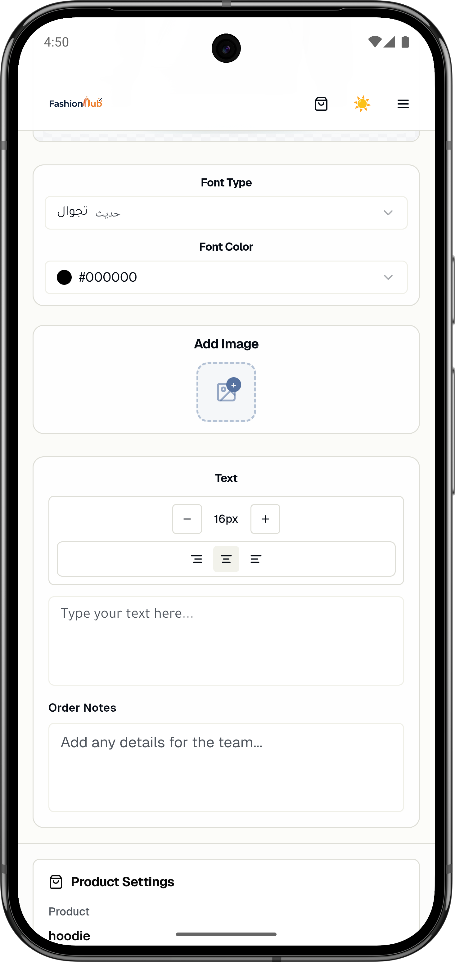 4:50
FashionHub
Font Type
تجوال حديث
Font Color
#000000
Add Image
Text
16px
Type your text here...
Order Notes
Add any details for the team...
Product Settings
Product
hoodie